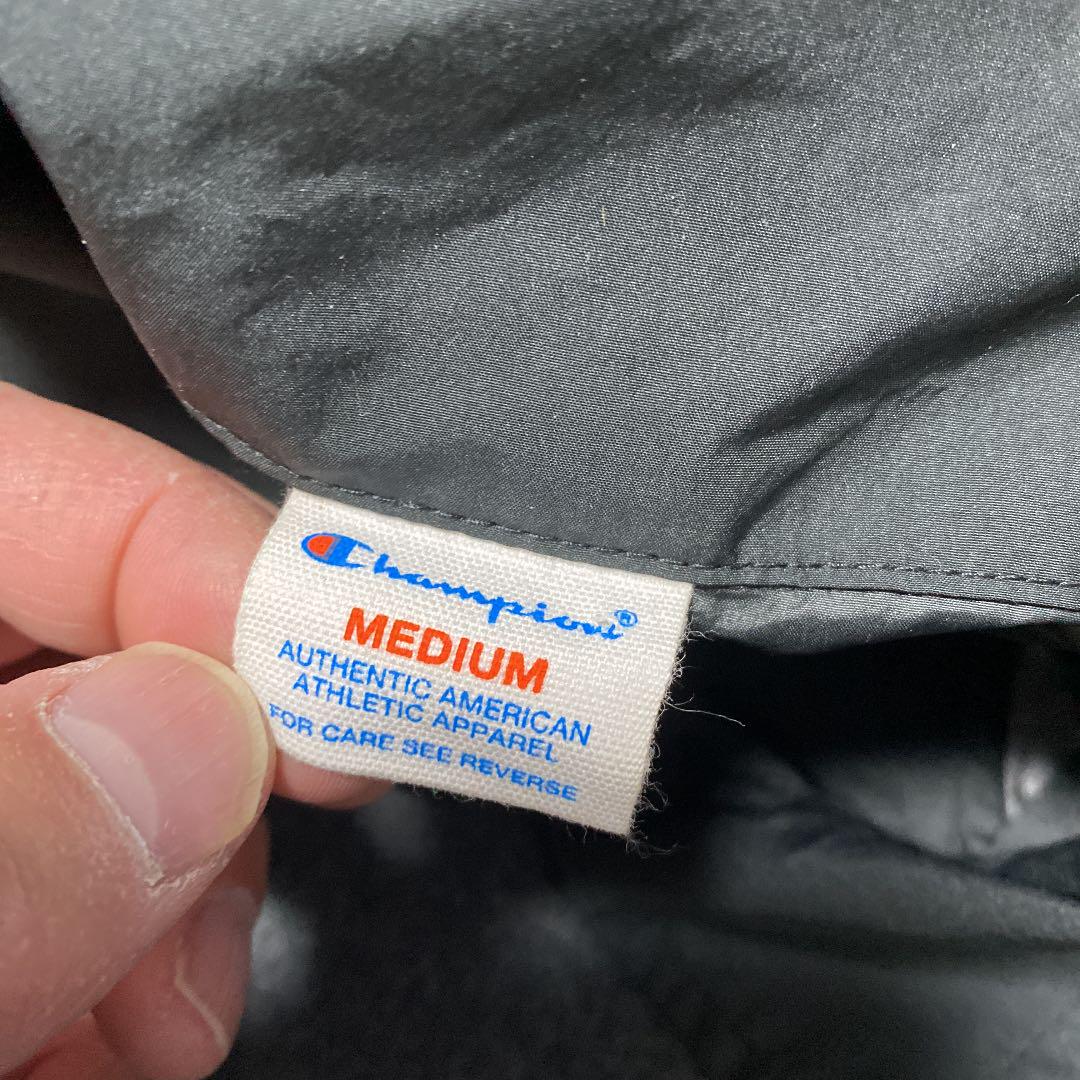 Champion®
MEDIUM
AUTHENTIC AMERICAN
ATHLETIC APPAREL
FOR CARE SEE REVERSE